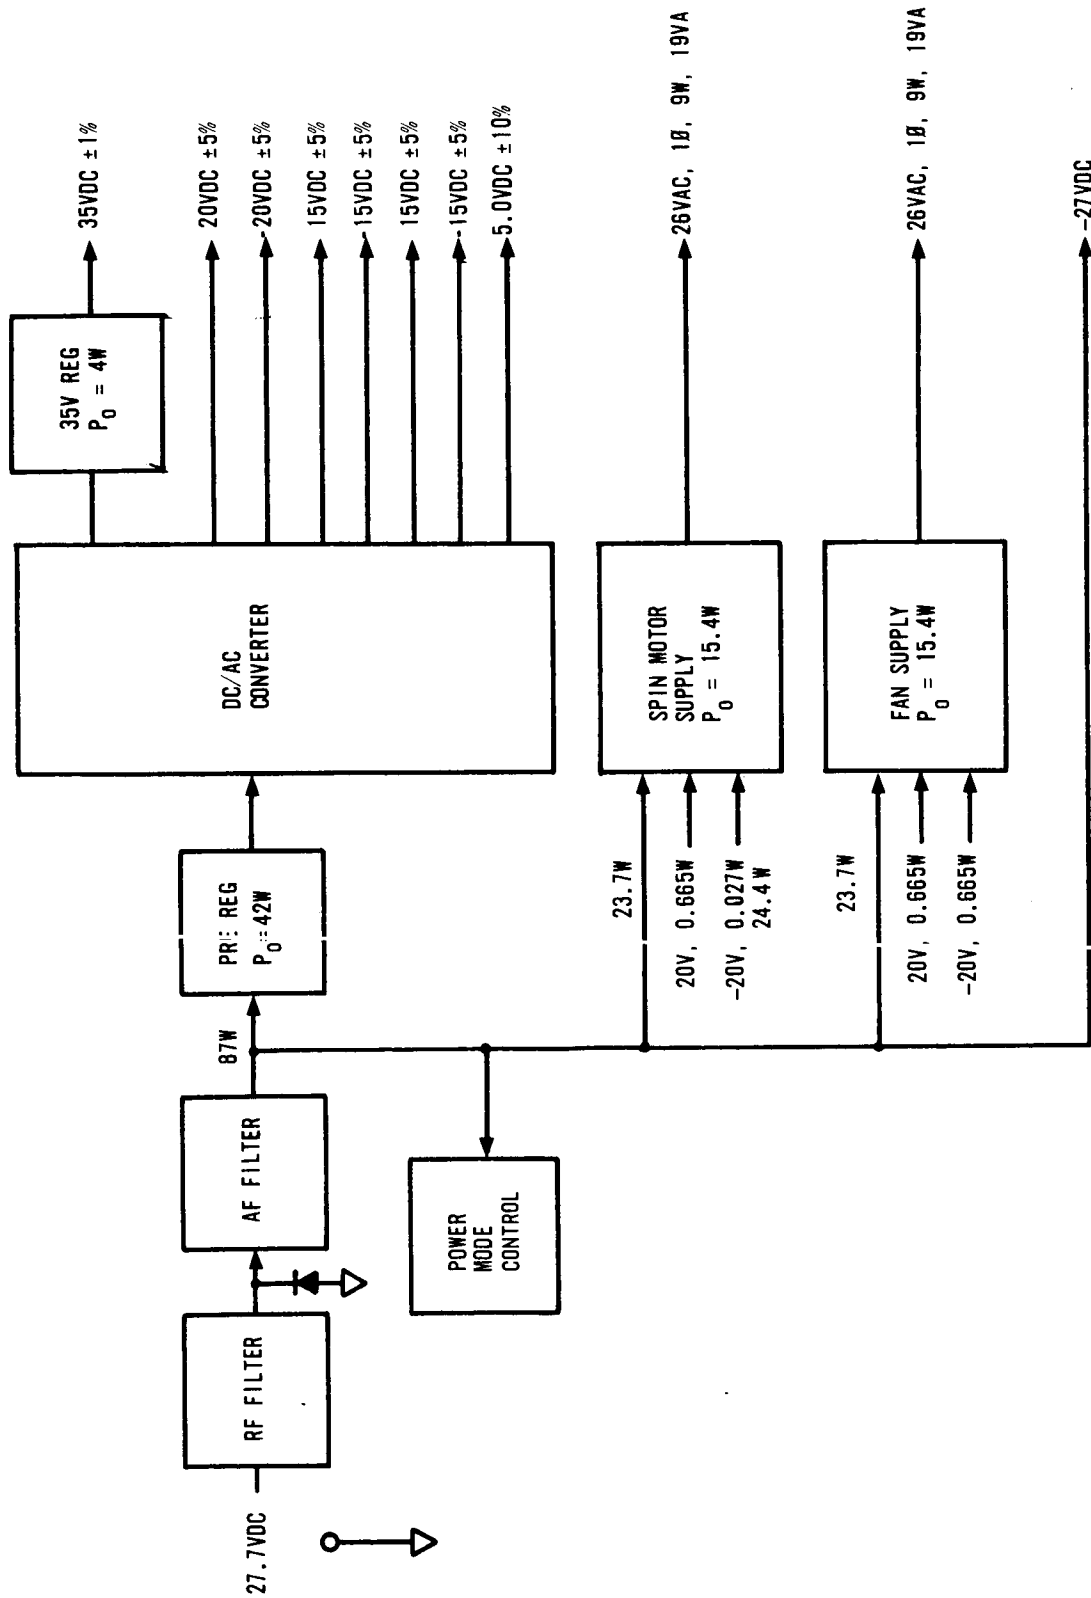 27.7VDC
RF FILTER
AF FILTER
87W
PRE REG
P0=42W
DC/AC
CONVERTER
35V REG
P0 = 4W
35VDC ±1%
20VDC ±5%
-20VDC ±5%
15VDC ±5%
-15VDC ±5%
15VDC ±5%
-15VDC ±5%
5.0VDC ±10%
POWER
MODE
CONTROL
23.7W
20V, 0.665W
-20V, 0.027W
24.4W
SPIN MOTOR
SUPPLY
P0 = 15.4W
26VAC, 1Ø, 9W, 19VA
23.7W
20V, 0.665W
-20V, 0.665W
FAN SUPPLY
P0 = 15.4W
26VAC, 1Ø, 9W, 19VA
-27VDC